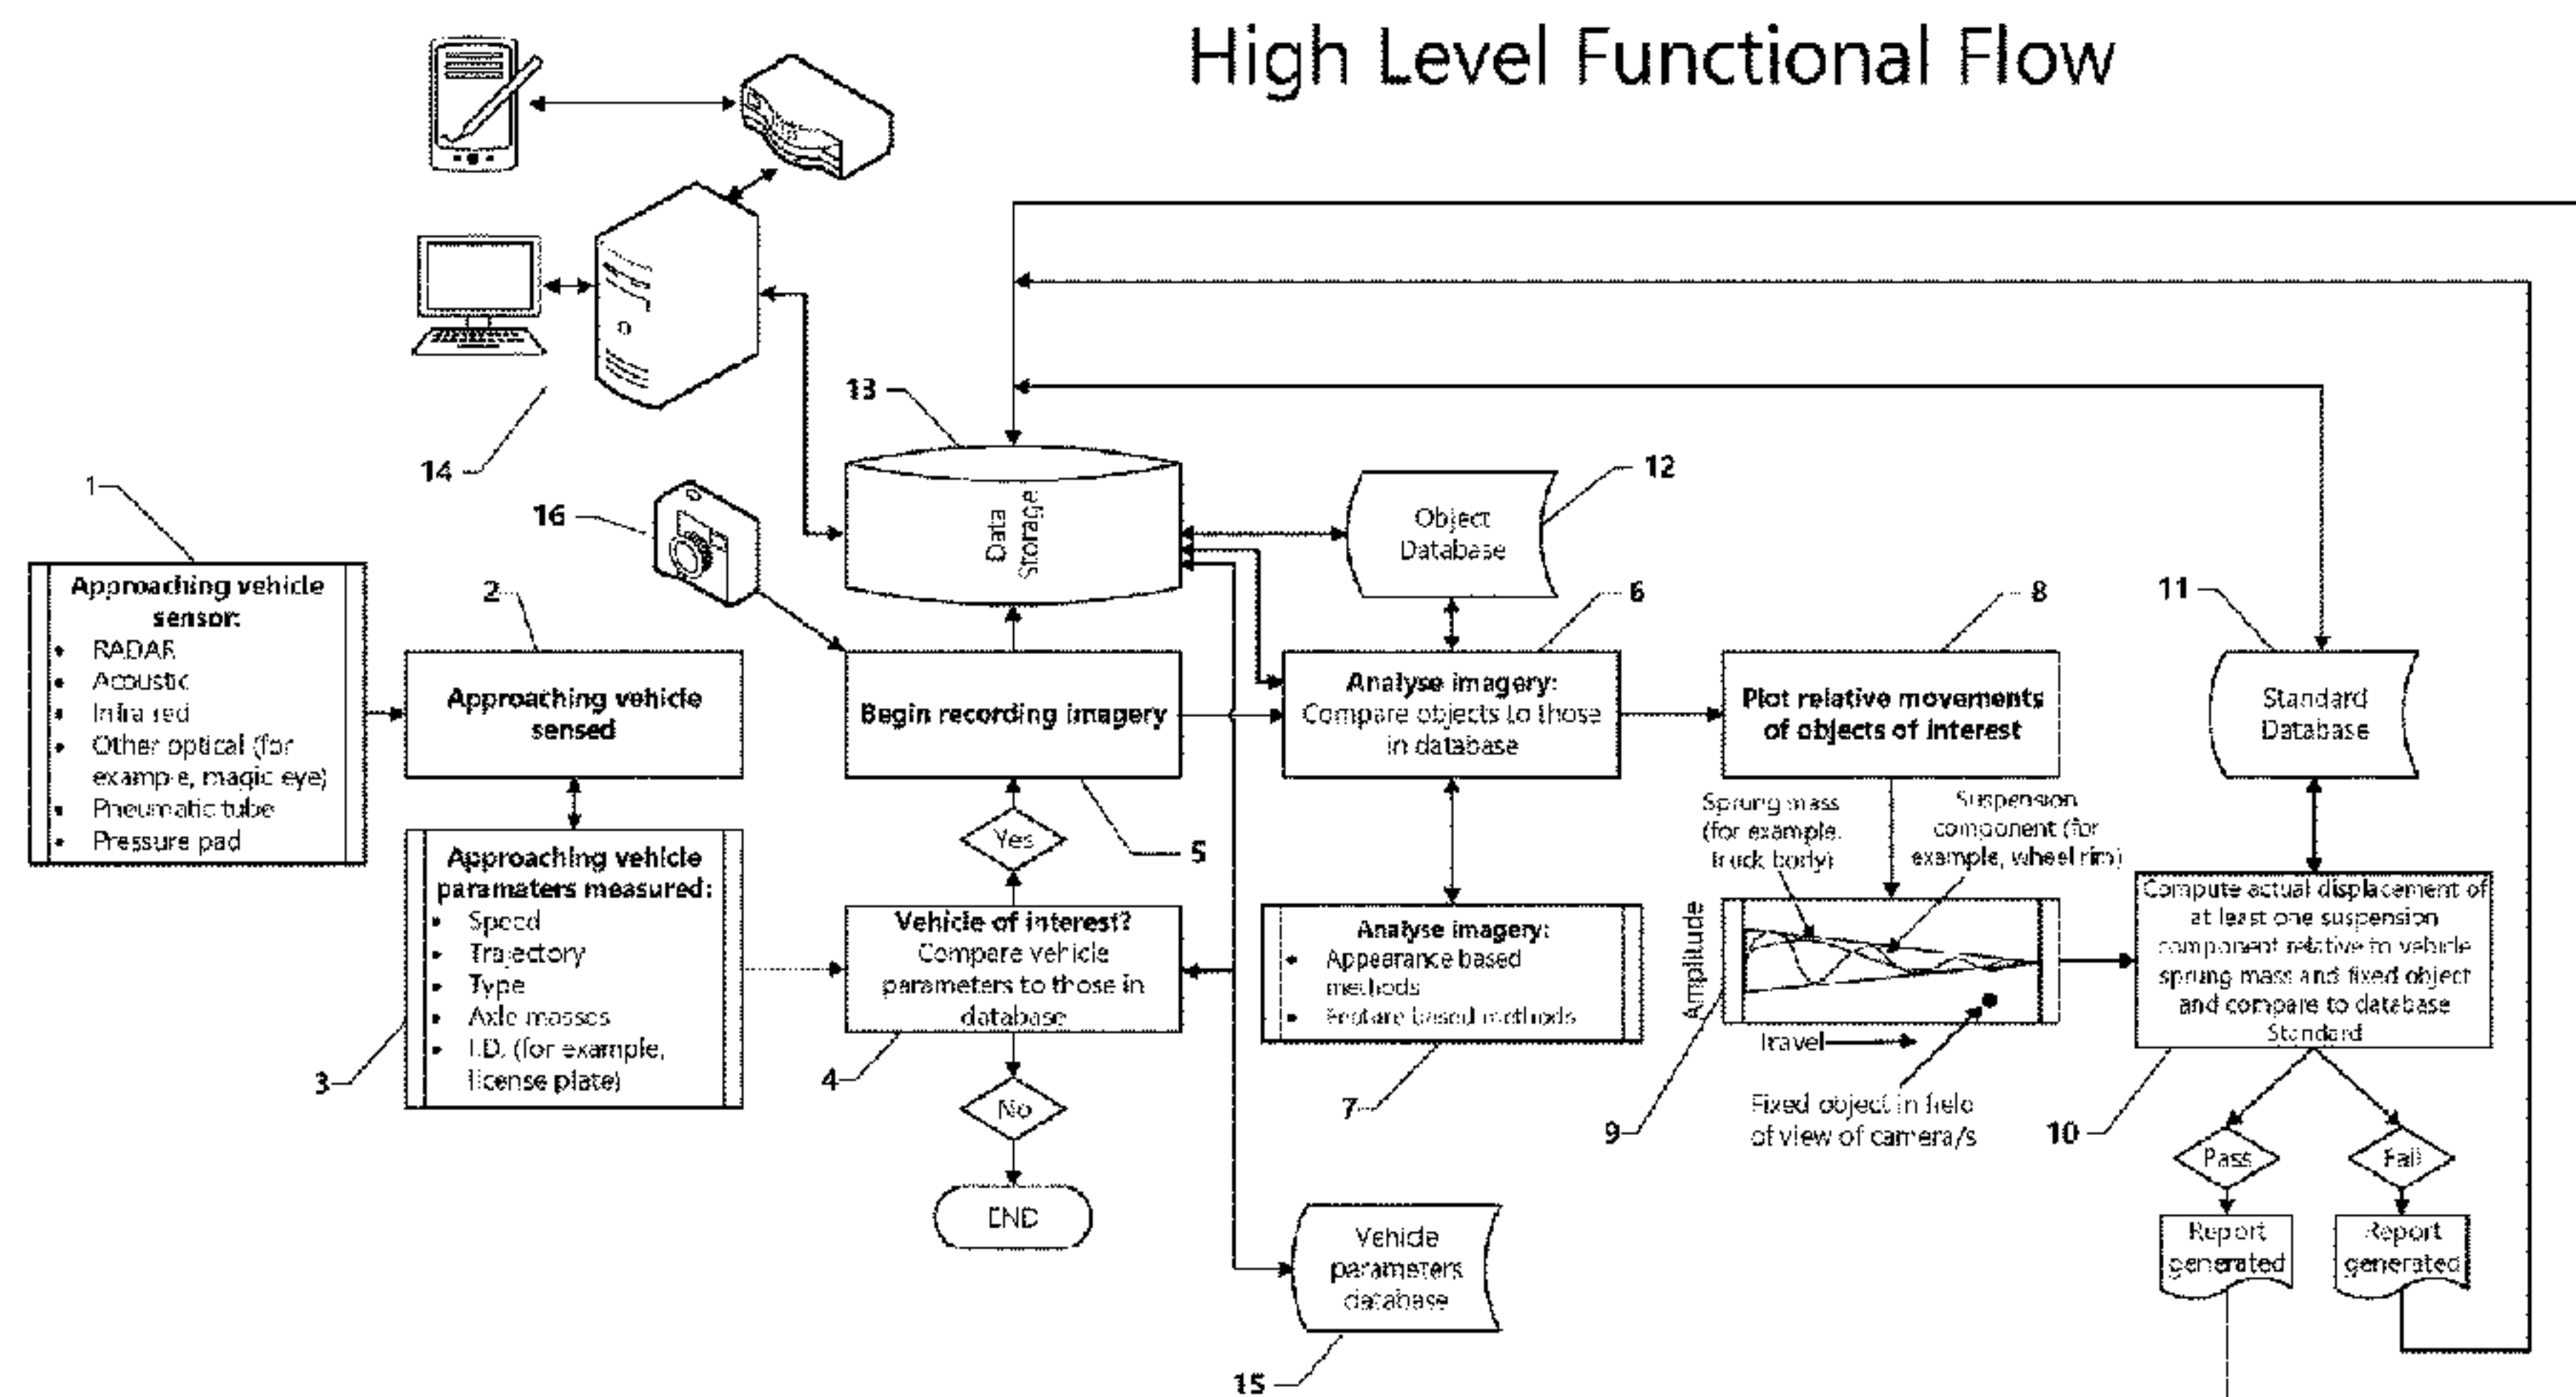 High Level Functional Flow
14
13
16
Data
Storage
12
Object
Database
1
Approaching vehicle
sensor:
• RADAR
• Acoustic
• Infra red
• Other optical (for
example, magic eye)
• Pneumatic tube
• Pressure pad
2
Approaching vehicle
sensed
3
Approaching vehicle
paramaters measured:
• Speed
• Trajectory
• Type
• Axle masses
• I.D. (for example,
license plate)
5
Begin recording imagery
Yes
4
Vehicle of interest?
Compare vehicle
parameters to those in
database
No
END
6
Analyse imagery:
Compare objects to those
in database
7
Analyse imagery:
• Appearance based
methods
• Feature based methods
15
Vehicle
parameters
database
8
Plot relative movements
of objects of interest
Sprung mass
(for example,
truck body)
Suspension
component (for
example, wheel rim)
9
Amplitude
Travel
Fixed object in field
of view of camera/s
11
Standard
Database
10
Compute actual displacement of
at least one suspension
component relative to vehicle
sprung mass and fixed object
and compare to database
Standard
Pass
Fail
Report
generated
Report
generated